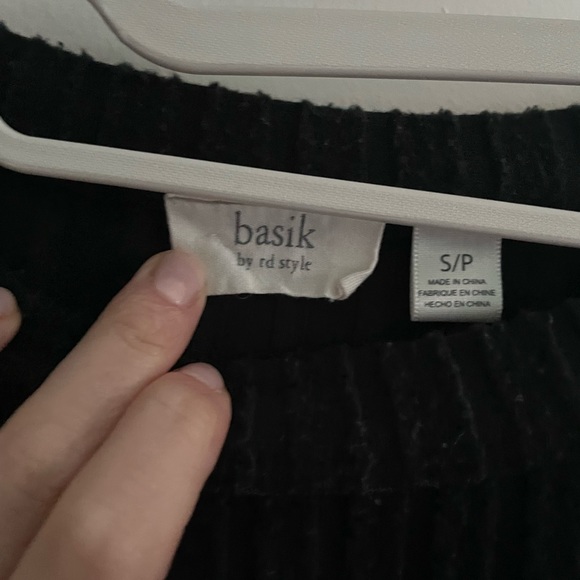 basik
by rd style
S/P
MADE IN CHINA
FABRIQUE EN CHINE
HECHO EN CHINA